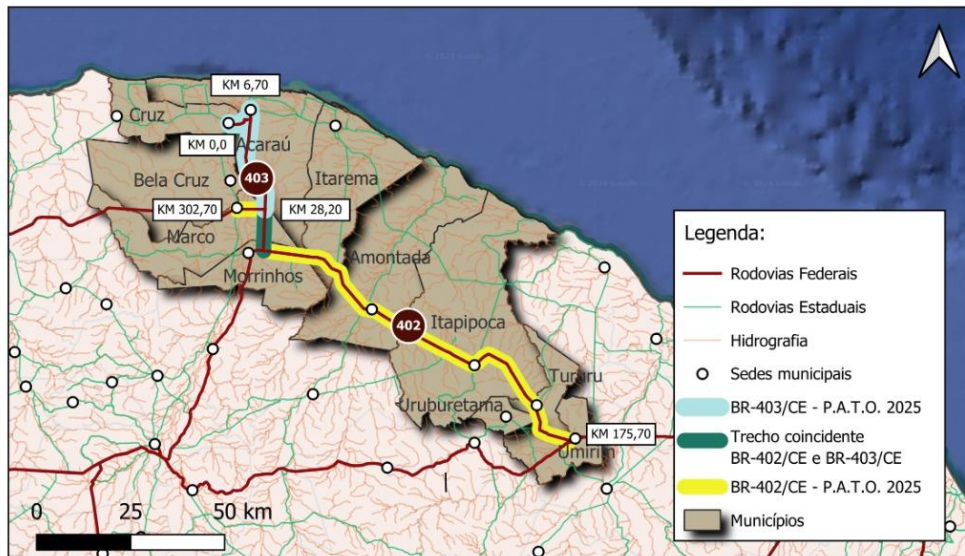 KM 6,70
Cruz
Acaraú
KM 0,0
Itarema
Bela Cruz
403
KM 302,70
KM 28,20
Marco
Amontada
Morrinhos
402
Itapipoca
Tururu
Uruburetama
KM 175,70
Umirim
0 25 50 km
Legenda:
Rodovias Federais
Rodovias Estaduais
Hidrografia
Sedes municipais
BR-403/CE - P.A.T.O. 2025
Trecho coincidente
BR-402/CE e BR-403/CE
BR-402/CE - P.A.T.O. 2025
Municípios